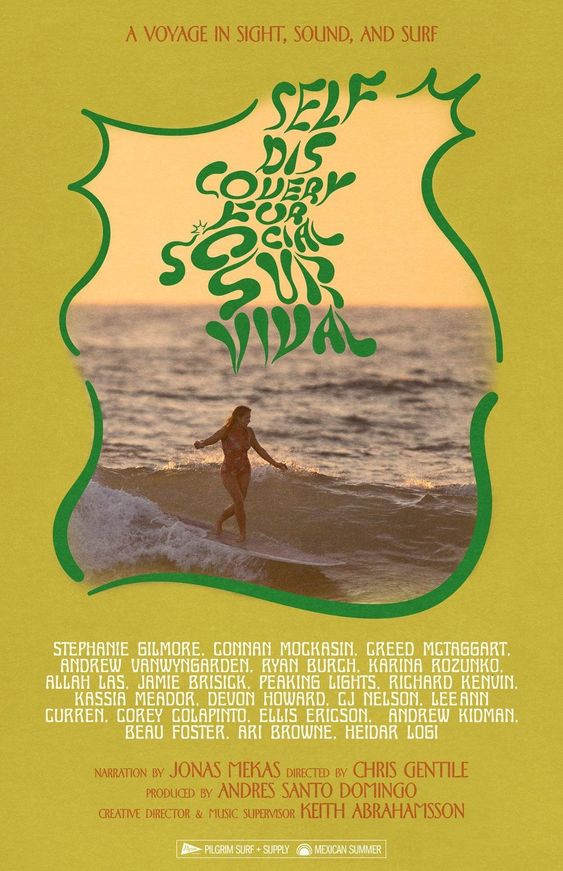 A VOYAGE IN SIGHT, SOUND, AND SURF
SELF
DIS
COVERY
FOR
SOCIAL
SUR
VIVAL
STEPHANIE GILMORE, CONNAN MOCKASIN, CREED MCTAGGART,
ANDREW VANWYNGARDEN, RYAN BURCH, KARINA ROZUNKO,
ALLAH LAS, JAMIE BRISICK, PEAKING LIGHTS, RICHARD KENVIN,
KASSIA MEADOR, DEVON HOWARD, CJ NELSON, LEE ANN
CURREN, COREY COLAPINTO, ELLIS ERICSON, ANDREW KIDMAN,
BEAU FOSTER, ARI BROWNE, HEIDAR LOGI
NARRATION BY JONAS MEKAS DIRECTED BY CHRIS GENTILE
PRODUCED BY ANDRES SANTO DOMINGO
CREATIVE DIRECTOR & MUSIC SUPERVISOR KEITH ABRAHAMSSON
PILGRIM SURF + SUPPLY MEXICAN SUMMER